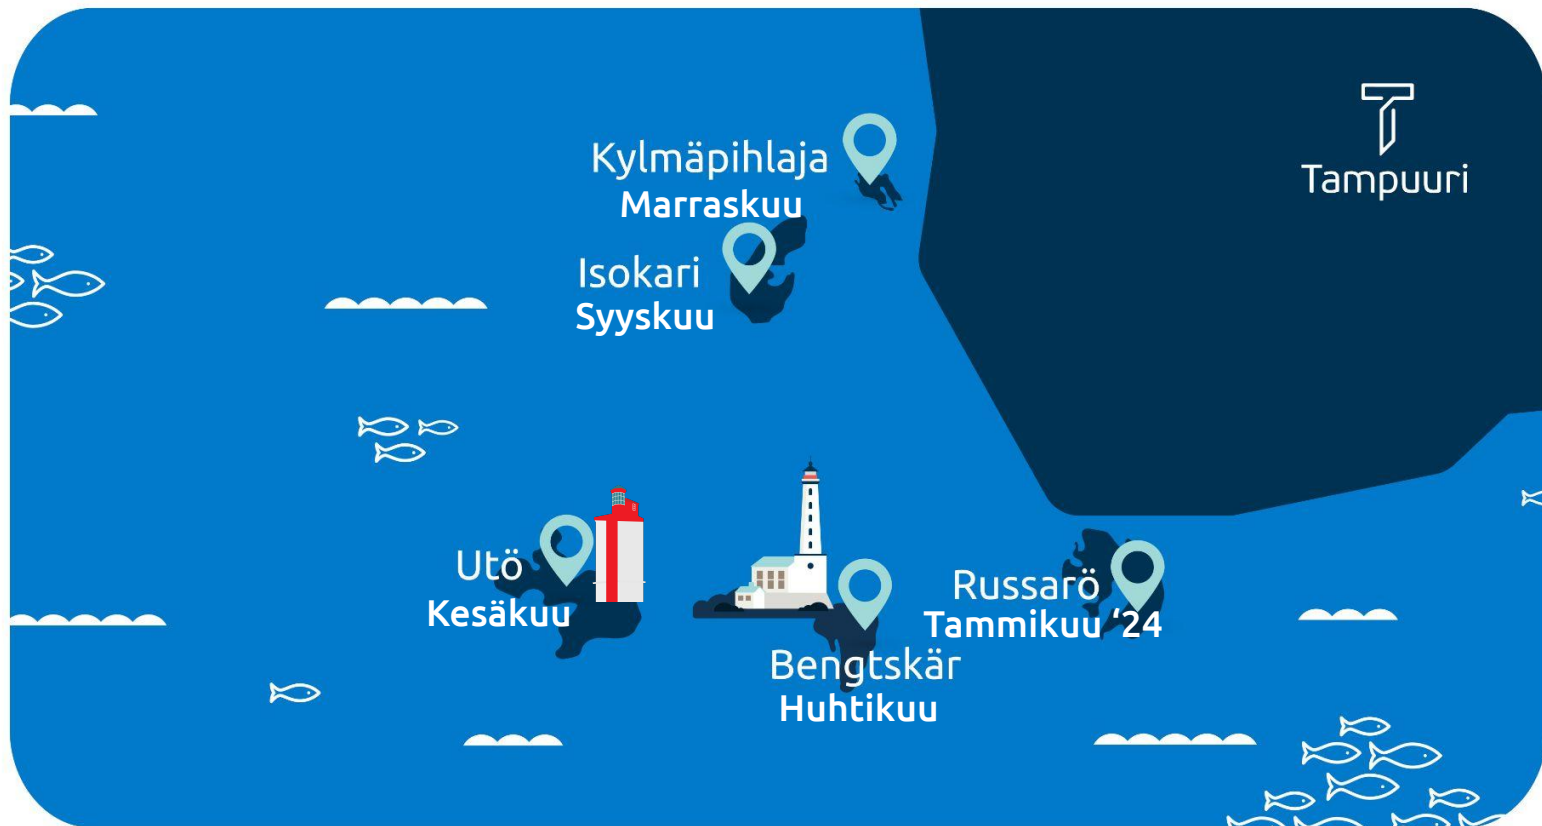 Tampuuri
Kylmäpihlaja
Marraskuu
Isokari
Syyskuu
Utö
Kesäkuu
Bengtskär
Huhtikuu
Russarö
Tammikuu ‘24